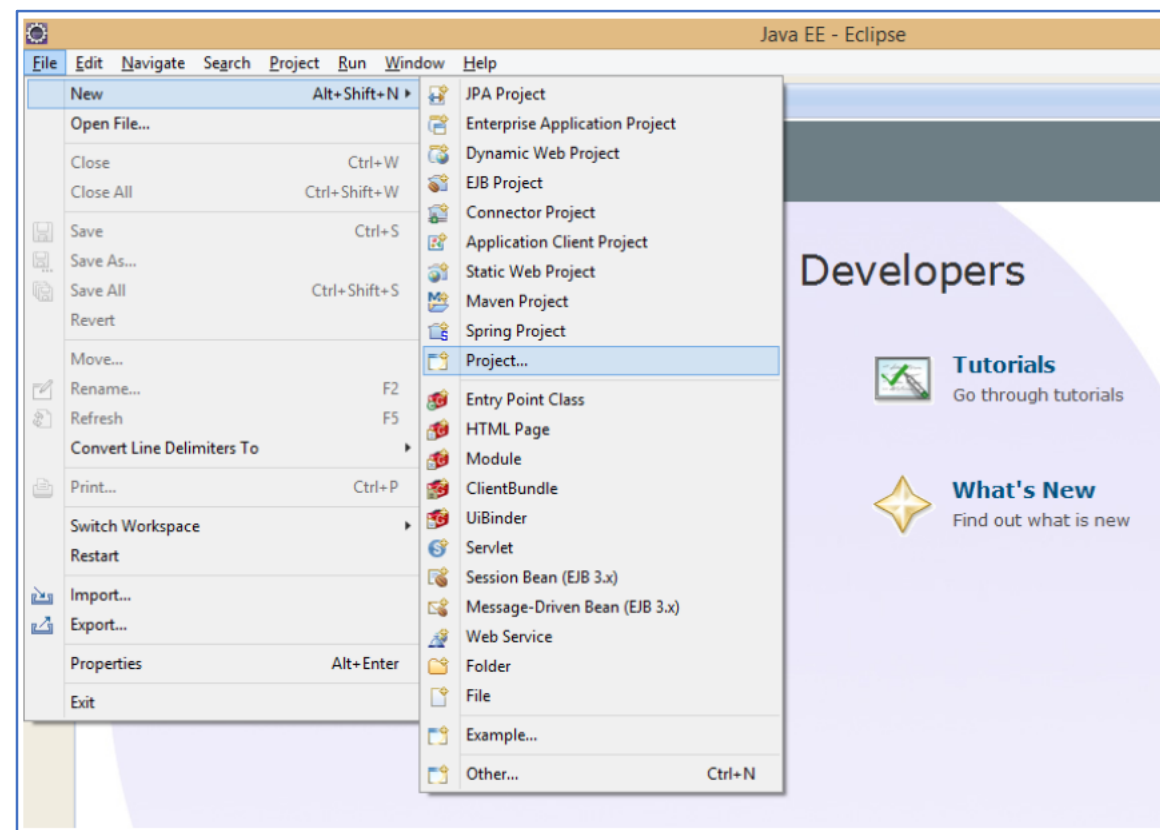 Java EE - Eclipse
File Edit Navigate Search Project Run Window Help
New Alt+Shift+N
Open File...
Close Ctrl+W
Close All Ctrl+Shift+W
Save Ctrl+S
Save As...
Save All Ctrl+Shift+S
Revert
Move...
Rename... F2
Refresh F5
Convert Line Delimiters To
Print... Ctrl+P
Switch Workspace
Restart
Import...
Export...
Properties Alt+Enter
Exit
JPA Project
Enterprise Application Project
Dynamic Web Project
EJB Project
Connector Project
Application Client Project
Static Web Project
Maven Project
Spring Project
Project...
Entry Point Class
HTML Page
Module
ClientBundle
UiBinder
Servlet
Session Bean (EJB 3.x)
Message-Driven Bean (EJB 3.x)
Web Service
Folder
File
Example...
Other... Ctrl+N
Developers
Tutorials
Go through tutorials
What's New
Find out what is new